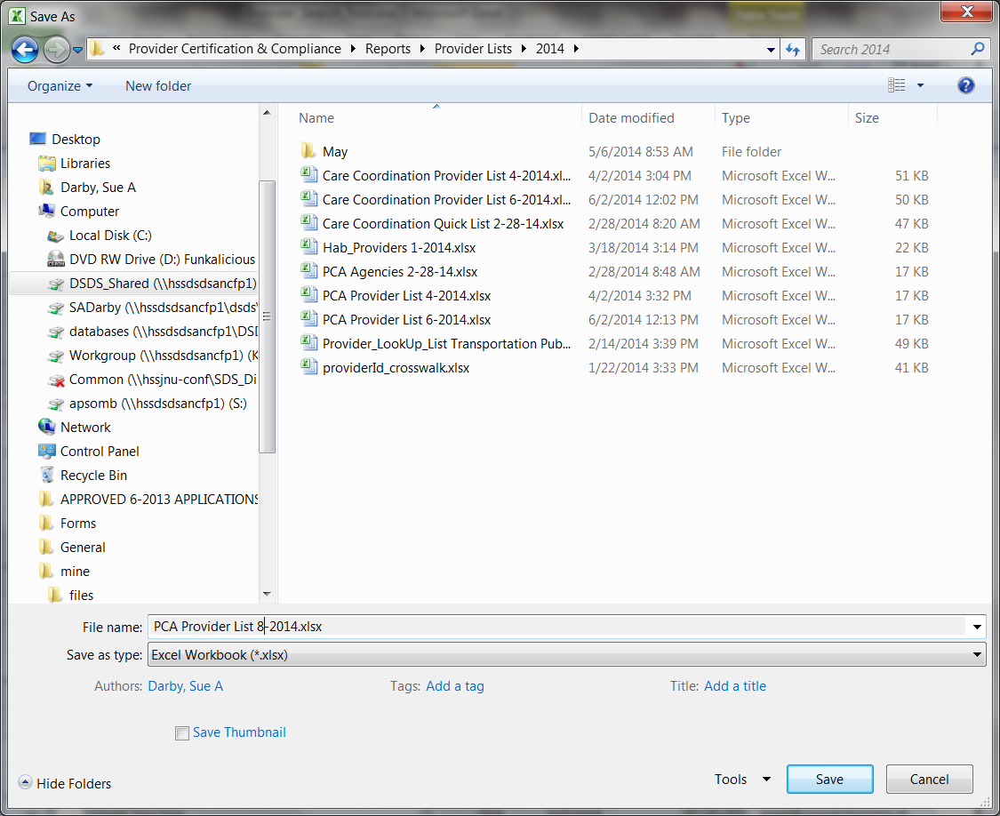 Save As
« Provider Certification & Compliance ▸ Reports ▸ Provider Lists ▸ 2014 ▸
Search 2014
Organize
New folder
Name
Date modified
Type
Size
Desktop
Libraries
Darby, Sue A
Computer
Local Disk (C:)
DVD RW Drive (D:) Funkalicious
DSDS_Shared (\\hssdsdsancfp1)
SADarby (\\hssdsdsancfp1\dsds\
databases (\\hssdsdsancfp1\DSD
Workgroup (\\hssdsdsancfp1) (K
Common (\\hssjnu-conf\SDS_Di
apsomb (\\hssdsdsancfp1) (S:)
Network
Control Panel
Recycle Bin
APPROVED 6-2013 APPLICATIONS
Forms
General
mine
files
May 5/6/2014 8:53 AM File folder
Care Coordination Provider List 4-2014.xl... 4/2/2014 3:04 PM Microsoft Excel W... 51 KB
Care Coordination Provider List 6-2014.xl... 6/2/2014 12:02 PM Microsoft Excel W... 50 KB
Care Coordination Quick List 2-28-14.xlsx 2/28/2014 8:20 AM Microsoft Excel W... 47 KB
Hab_Providers 1-2014.xlsx 3/18/2014 3:14 PM Microsoft Excel W... 22 KB
PCA Agencies 2-28-14.xlsx 2/28/2014 8:48 AM Microsoft Excel W... 17 KB
PCA Provider List 4-2014.xlsx 4/2/2014 3:32 PM Microsoft Excel W... 17 KB
PCA Provider List 6-2014.xlsx 6/2/2014 12:13 PM Microsoft Excel W... 17 KB
Provider_LookUp_List Transportation Pub... 2/14/2014 3:39 PM Microsoft Excel W... 49 KB
providerId_crosswalk.xlsx 1/22/2014 3:33 PM Microsoft Excel W... 41 KB
File name: PCA Provider List 8-2014.xlsx
Save as type: Excel Workbook (*.xlsx)
Authors: Darby, Sue A
Tags: Add a tag
Title: Add a title
Save Thumbnail
Hide Folders
Tools
Save
Cancel